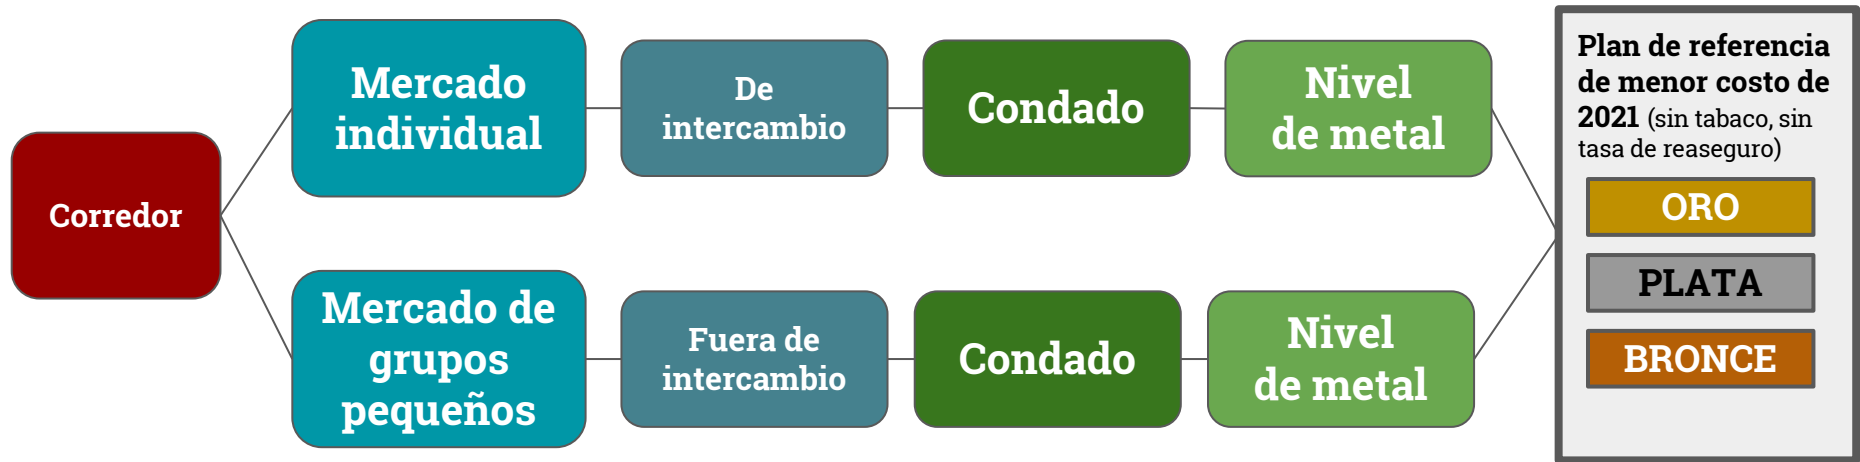 Corredor
Mercado
individual
De
intercambio
Condado
Nivel
de metal
Mercado de
grupos
pequeños
Fuera de
intercambio
Condado
Nivel
de metal
Plan de referencia
de menor costo de
2021 (sin tabaco, sin
tasa de reaseguro)
ORO
PLATA
BRONCE